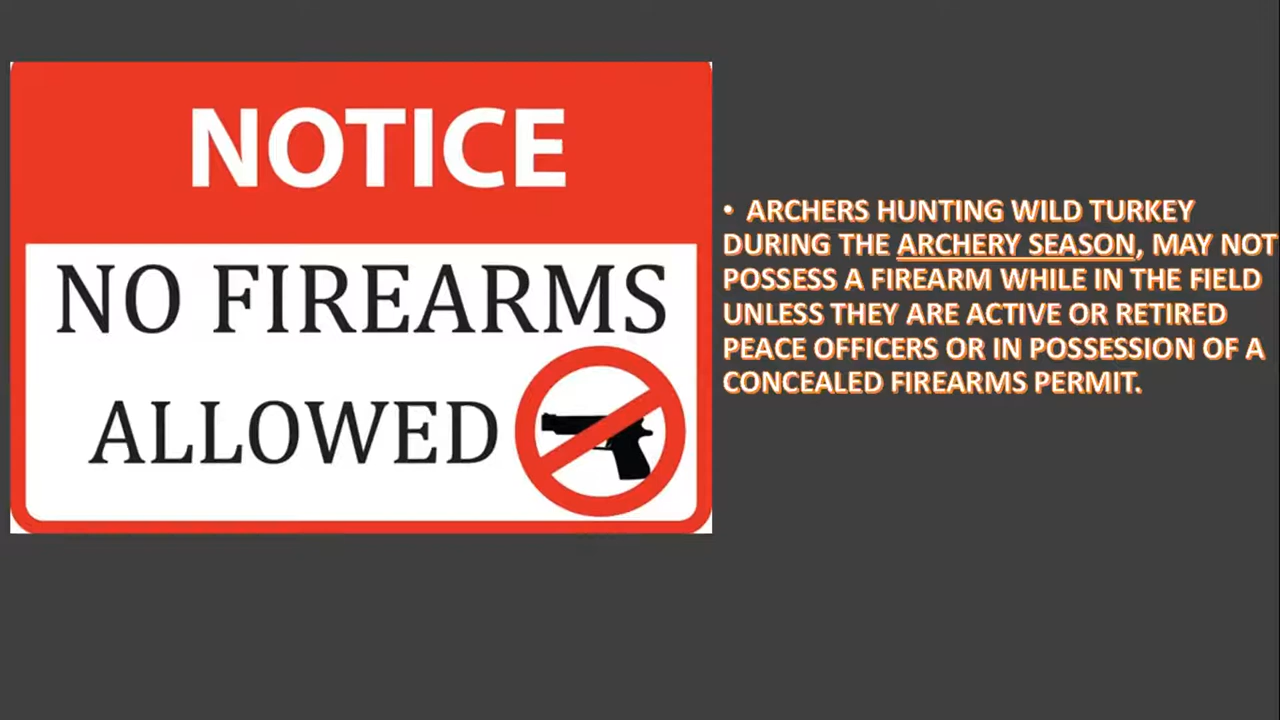 NOTICE
NO FIREARMS
ALLOWED
• ARCHERS HUNTING WILD TURKEY
DURING THE ARCHERY SEASON, MAY NOT
POSSESS A FIREARM WHILE IN THE FIELD
UNLESS THEY ARE ACTIVE OR RETIRED
PEACE OFFICERS OR IN POSSESSION OF A
CONCEALED FIREARMS PERMIT.